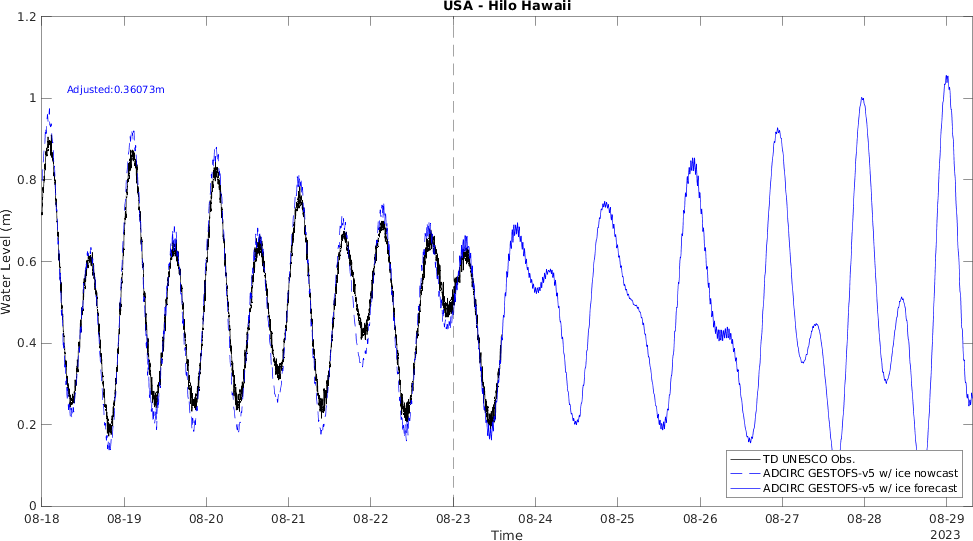 USA - Hilo Hawaii
1.2
1
0.8
0.6
0.4
0.2
0
Water Level (m)
Adjusted:0.36073m
TD UNESCO Obs.
ADCIRC GESTOFS-v5 w/ ice nowcast
ADCIRC GESTOFS-v5 w/ ice forecast
08-18 08-19 08-20 08-21 08-22 08-23 08-24 08-25 08-26 08-27 08-28 08-29
2023
Time